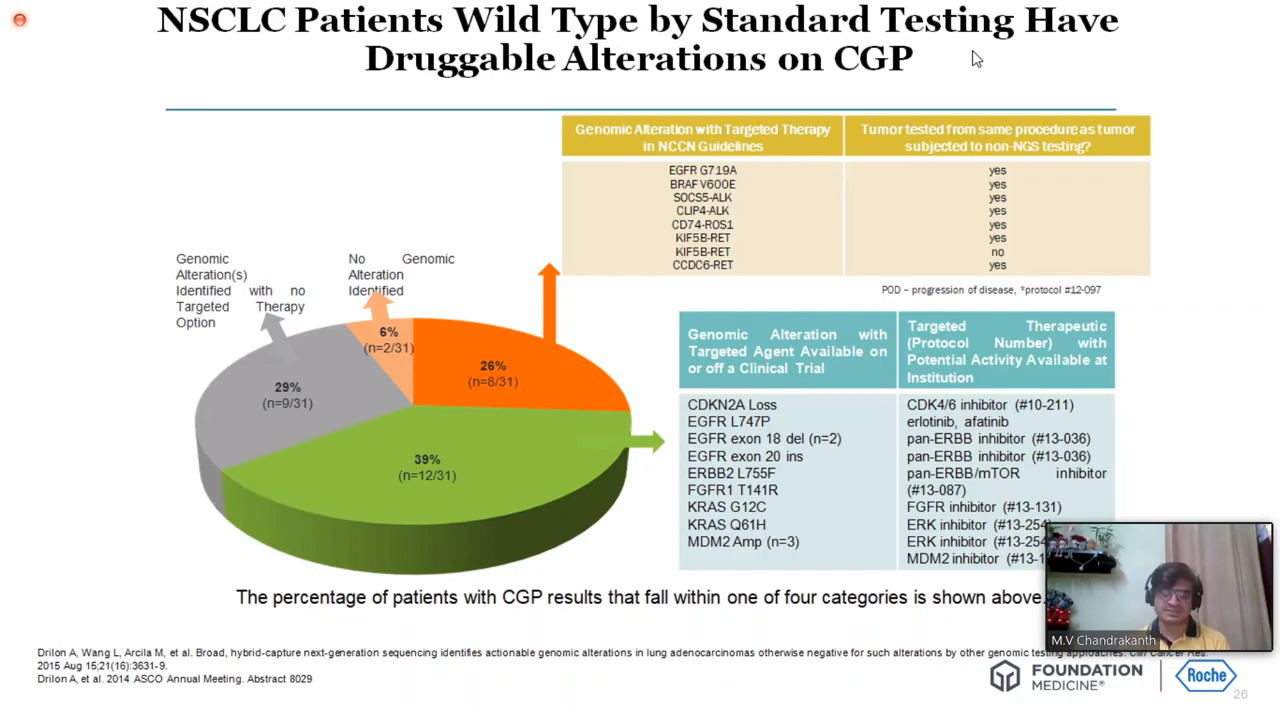 NSCLC Patients Wild Type by Standard Testing Have
Druggable Alterations on CGP
Genomic Alteration with Targeted Therapy
in NCCN Guidelines
Tumor tested from same procedure as tumor
subjected to non-NGS testing?
EGFR G719A yes
BRAF V600E yes
SOCS5-ALK yes
CLIP4-ALK yes
CD74-ROS1 yes
KIF5B-RET yes
KIF5B-RET no
CCDC6-RET yes
POD – progression of disease, *protocol #12-097
Genomic
Alteration(s)
Identified with no
Targeted Therapy
Option
No Genomic
Alteration
Identified
6%
(n=2/31)
26%
(n=8/31)
29%
(n=9/31)
39%
(n=12/31)
Genomic Alteration with
Targeted Agent Available on
or off a Clinical Trial
Targeted Therapeutic
(Protocol Number) with
Potential Activity Available at
Institution
CDKN2A Loss
EGFR L747P
EGFR exon 18 del (n=2)
EGFR exon 20 ins
ERBB2 L755F
FGFR1 T141R
KRAS G12C
KRAS Q61H
MDM2 Amp (n=3)
CDK4/6 inhibitor (#10-211)
erlotinib, afatinib
pan-ERBB inhibitor (#13-036)
pan-ERBB inhibitor (#13-036)
pan-ERBB/mTOR inhibitor
(#13-087)
FGFR inhibitor (#13-131)
ERK inhibitor (#13-254
ERK inhibitor (#13-254
MDM2 inhibitor (#13-1
The percentage of patients with CGP results that fall within one of four categories is shown above.
M.V Chandrakanth
Drilon A, Wang L, Arcila M, et al. Broad, hybrid-capture next-generation sequencing identifies actionable genomic alterations in lung adenocarcinomas otherwise negative for such alterations by other genomic testing approaches. Clin Cancer Res.
2015 Aug 15;21(16):3631-9.
Drilon A, et al. 2014 ASCO Annual Meeting. Abstract 8029
FOUNDATION
MEDICINE®
Roche
26